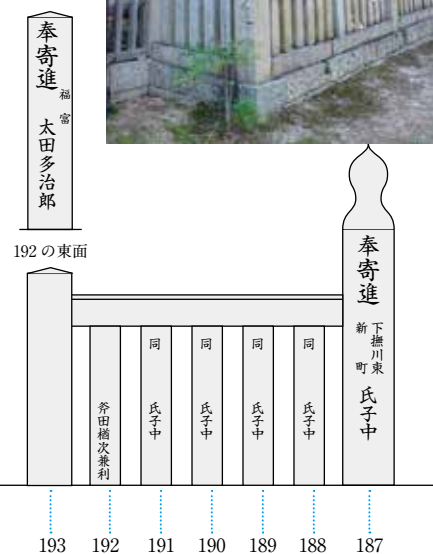 奉寄進 福富 太田多治郎
192の東面
奉寄進 下撫川東 新町 氏子中
同 氏子中
同 氏子中
同 氏子中
同 氏子中
斧田楢次兼利
193 192 191 190 189 188 187